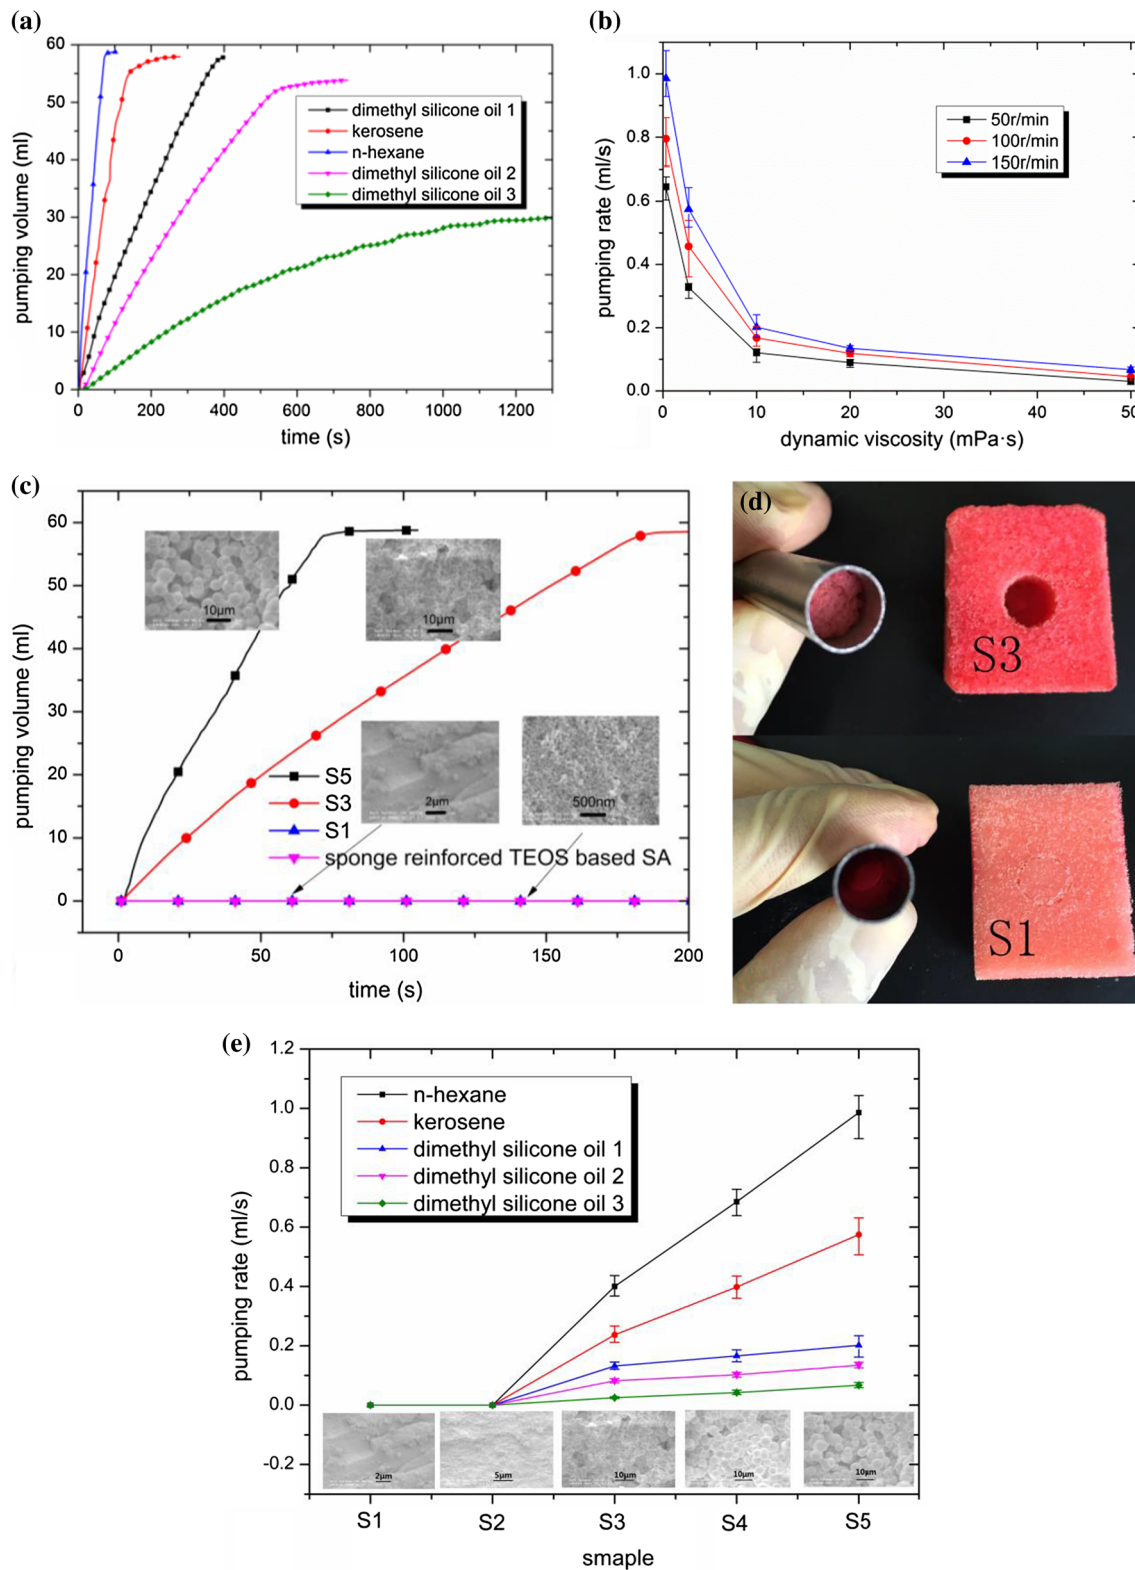 (a)
60
50
40
30
20
10
0
pumping volume (ml)
dimethyl silicone oil 1
kerosene
n-hexane
dimethyl silicone oil 2
dimethyl silicone oil 3
0 200 400 600 800 1000 1200
time (s)
(b)
1.0
0.8
0.6
0.4
0.2
0.0
pumping rate (ml/s)
50r/min
100r/min
150r/min
0 10 20 30 40 50
dynamic viscosity (mPa·s)
(c)
60
50
40
30
20
10
0
pumping volume (ml)
10μm
10μm
2μm
500nm
S5
S3
S1
sponge reinforced TEOS based SA
0 50 100 150 200
time (s)
(d)
S3
S1
(e)
1.2
1.0
0.8
0.6
0.4
0.2
0.0
-0.2
pumping rate (ml/s)
n-hexane
kerosene
dimethyl silicone oil 1
dimethyl silicone oil 2
dimethyl silicone oil 3
2μm 5μm 10μm 10μm 10μm
S1 S2 S3 S4 S5
smaple